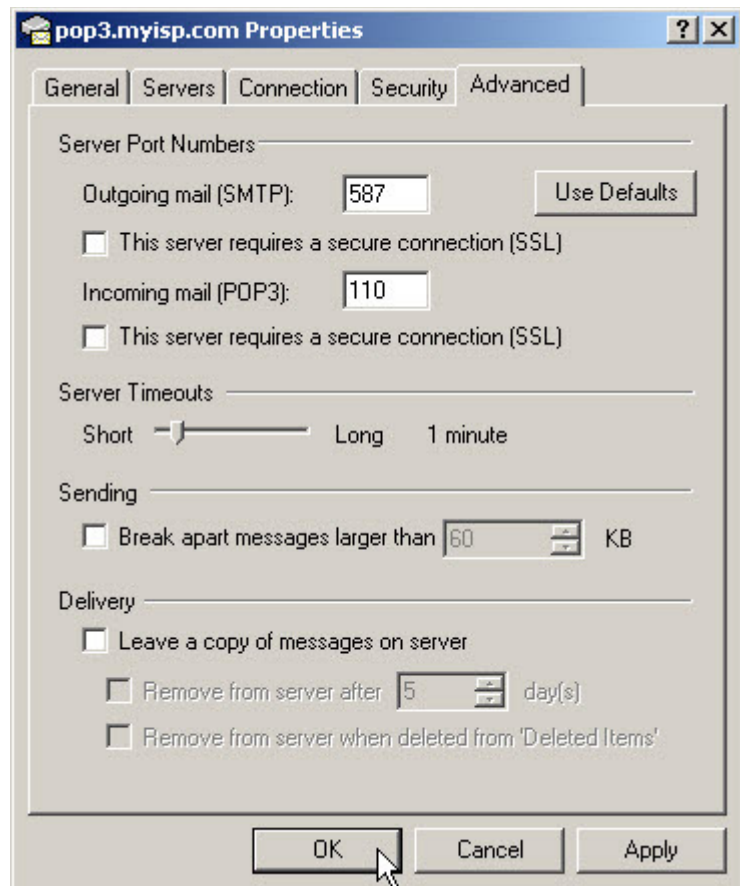 pop3.myisp.com Properties ? X
General Servers Connection Security Advanced
Server Port Numbers
Outgoing mail (SMTP): 587 Use Defaults
This server requires a secure connection (SSL)
Incoming mail (POP3): 110
This server requires a secure connection (SSL)
Server Timeouts
Short Long 1 minute
Sending
Break apart messages larger than 60 KB
Delivery
Leave a copy of messages on server
Remove from server after 5 day(s)
Remove from server when deleted from 'Deleted Items'
OK Cancel Apply